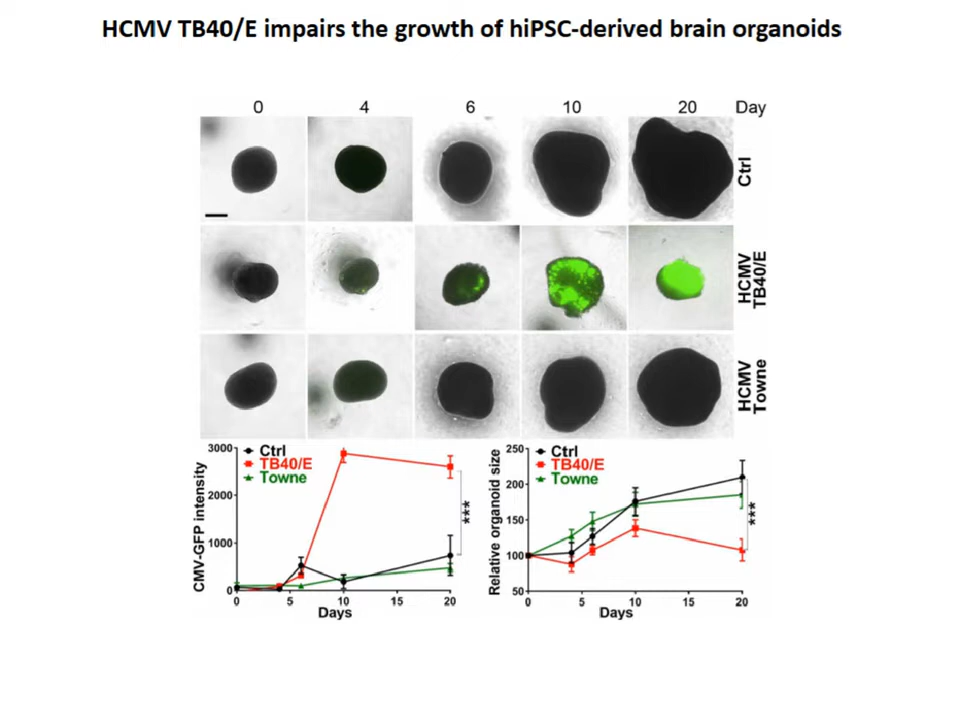 HCMV TB40/E impairs the growth of hiPSC-derived brain organoids
0 4 6 10 20 Day
Ctrl
HCMV
TB40/E
HCMV
Towne
3000
2000
1000
0
CMV-GFP intensity
Ctrl
TB40/E
Towne
***
0 5 10 15 20
Days
250
200
150
100
50
Relative organoid size
Ctrl
TB40/E
Towne
***
0 5 10 15 20
Days